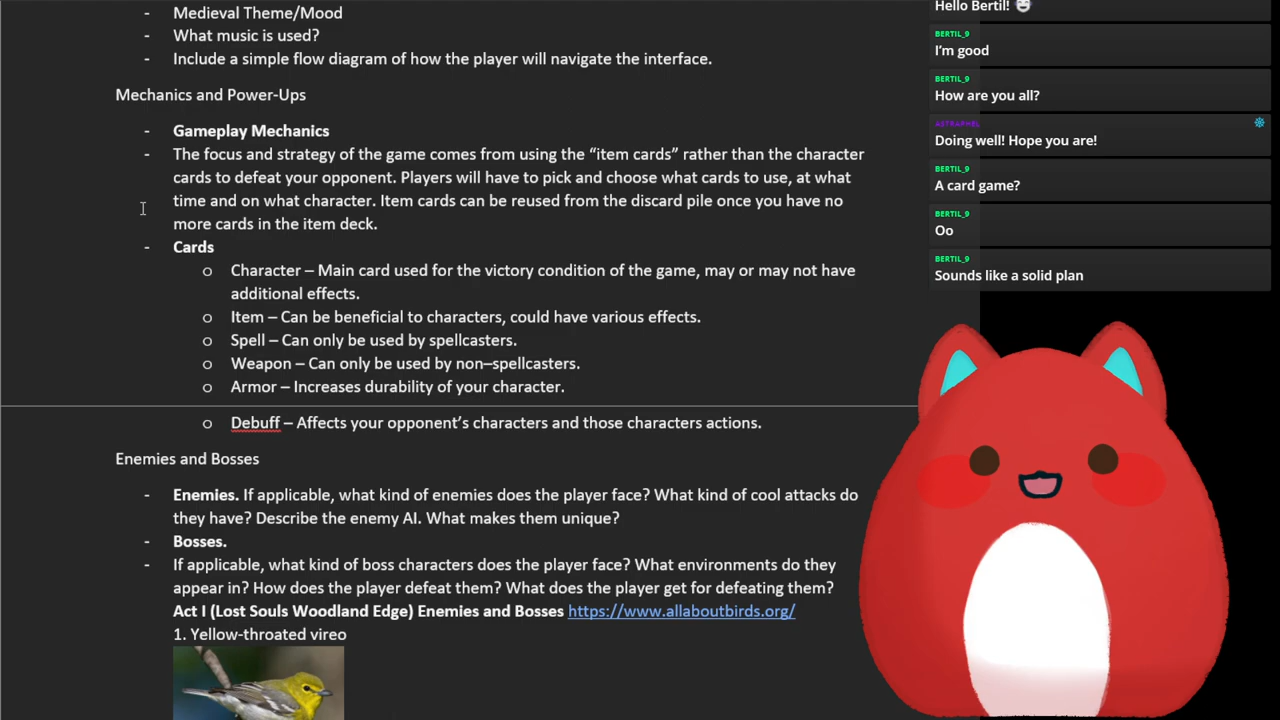 - Medieval Theme/Mood
- What music is used?
- Include a simple flow diagram of how the player will navigate the interface.
Mechanics and Power-Ups
- Gameplay Mechanics
- The focus and strategy of the game comes from using the “item cards” rather than the character
cards to defeat your opponent. Players will have to pick and choose what cards to use, at what
time and on what character. Item cards can be reused from the discard pile once you have no
more cards in the item deck.
- Cards
o Character – Main card used for the victory condition of the game, may or may not have
additional effects.
o Item – Can be beneficial to characters, could have various effects.
o Spell – Can only be used by spellcasters.
o Weapon – Can only be used by non–spellcasters.
o Armor – Increases durability of your character.
o Debuff – Affects your opponent’s characters and those characters actions.
Enemies and Bosses
- Enemies. If applicable, what kind of enemies does the player face? What kind of cool attacks do
they have? Describe the enemy AI. What makes them unique?
- Bosses.
- If applicable, what kind of boss characters does the player face? What environments do they
appear in? How does the player defeat them? What does the player get for defeating them?
Act I (Lost Souls Woodland Edge) Enemies and Bosses https://www.allaboutbirds.org/
1. Yellow-throated vireo
Hello Bertil!
BERTIL_9
I’m good
BERTIL_9
How are you all?
ASTRAPHEL
Doing well! Hope you are!
BERTIL_9
A card game?
BERTIL_9
Oo
BERTIL_9
Sounds like a solid plan